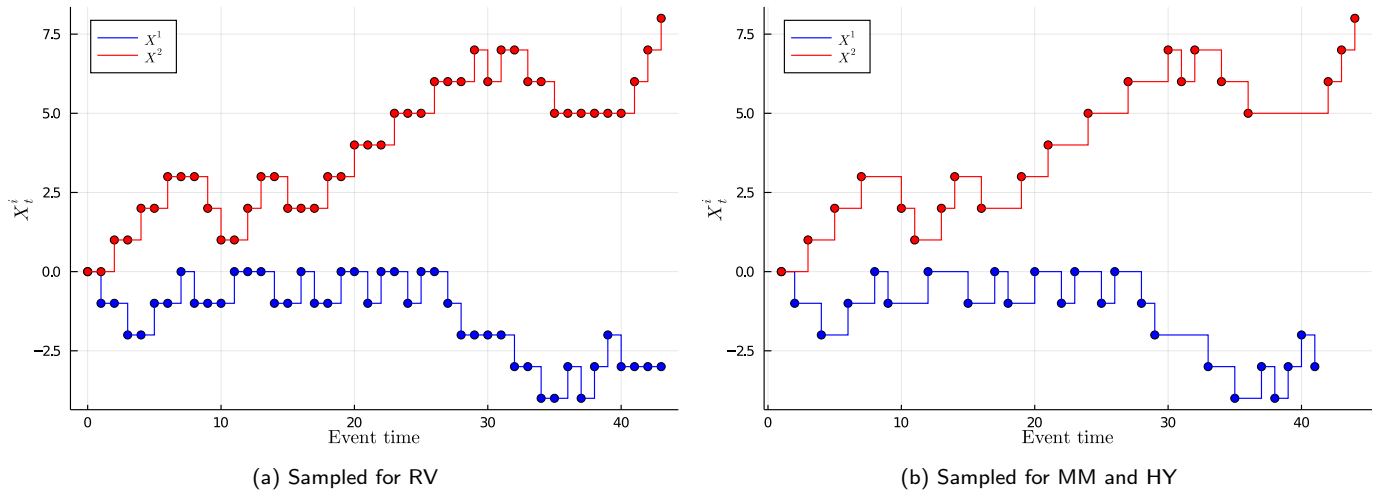 7.5
5.0
2.5
0.0
−2.5
X_t^i
X^1
X^2
0 10 20 30 40
Event time
(a) Sampled for RV
7.5
5.0
2.5
0.0
−2.5
X_t^i
X^1
X^2
0 10 20 30 40
Event time
(b) Sampled for MM and HY